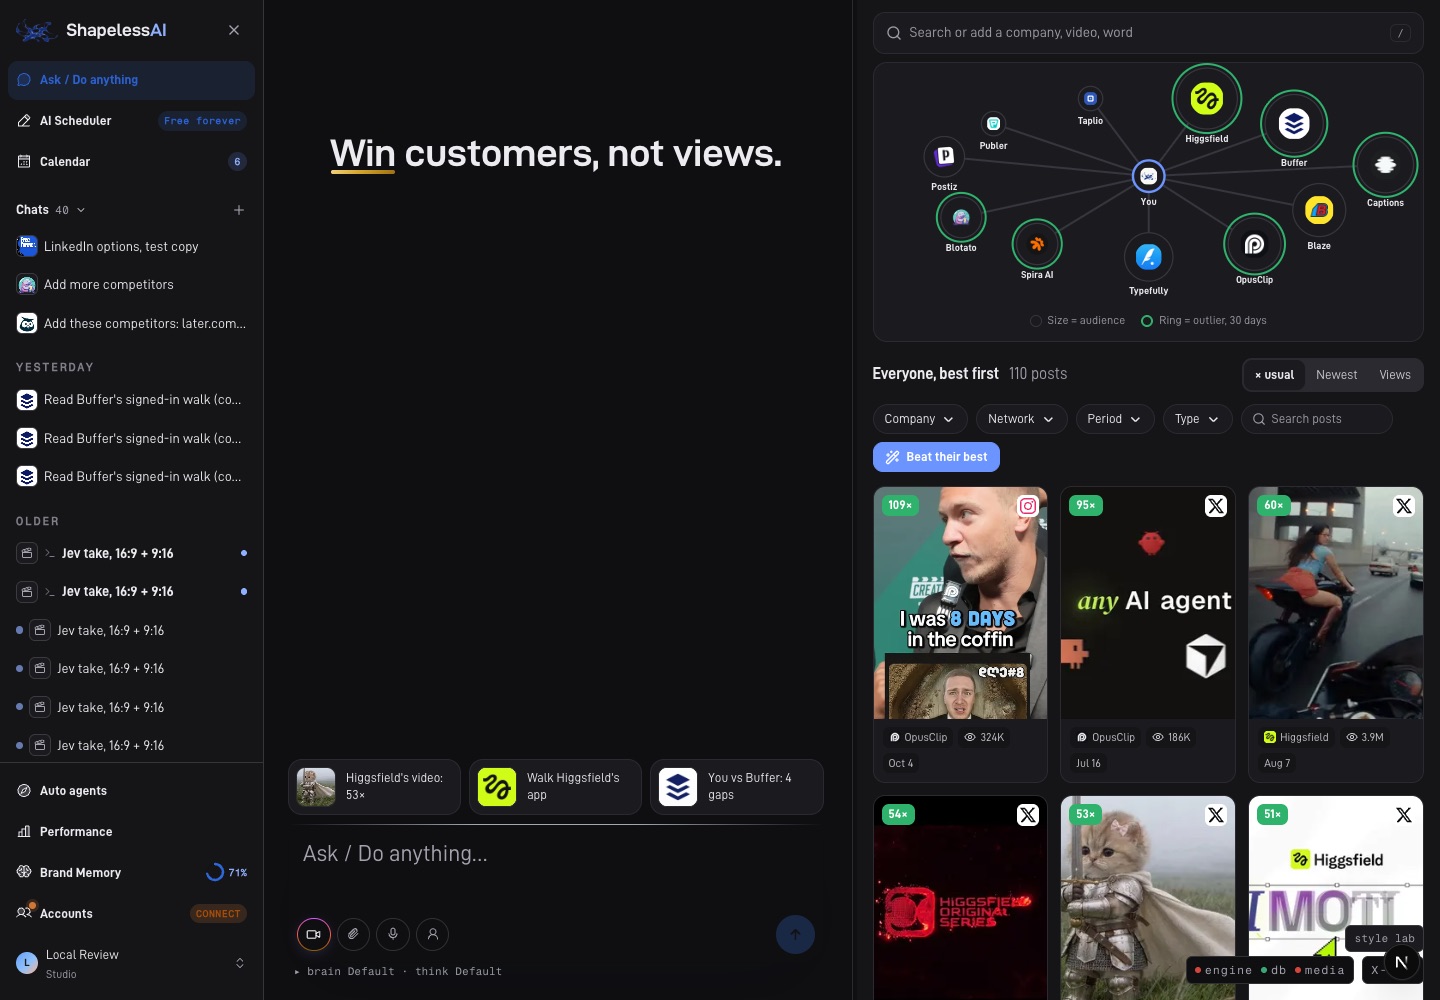 ShapelessAI
Ask / Do anything
AI Scheduler
Free forever
Calendar
6
Chats 40
LinkedIn options, test copy
Add more competitors
Add these competitors: later.com...
YESTERDAY
Read Buffer's signed-in walk (co...
Read Buffer's signed-in walk (co...
Read Buffer's signed-in walk (co...
OLDER
Jev take, 16:9 + 9:16
Jev take, 16:9 + 9:16
Jev take, 16:9 + 9:16
Jev take, 16:9 + 9:16
Jev take, 16:9 + 9:16
Jev take, 16:9 + 9:16
Auto agents
Performance
Brand Memory
71%
Accounts
CONNECT
L
Local Review
Studio
Win customers, not views.
Higgsfield's video:
53×
Walk Higgsfield's
app
You vs Buffer: 4
gaps
Ask / Do anything...
▸ brain Default · think Default
Search or add a company, video, word
/
Taplio
Publer
Postiz
Blotato
Spira AI
Typefully
You
Higgsfield
Buffer
Captions
Blaze
OpusClip
Size = audience
Ring = outlier, 30 days
Everyone, best first 110 posts
× usual
Newest
Views
Company
Network
Period
Type
Search posts
Beat their best
109×
I was 8 DAYS
in the coffin
დღე#8
OpusClip
324K
Oct 4
95×
any AI agent
OpusClip
186K
Jul 16
60×
Higgsfield
3.9M
Aug 7
54×
HIGGSFIELD
ORIGINAL
SERIES
53×
51×
Higgsfield
style lab
engine
db
media
X-
N